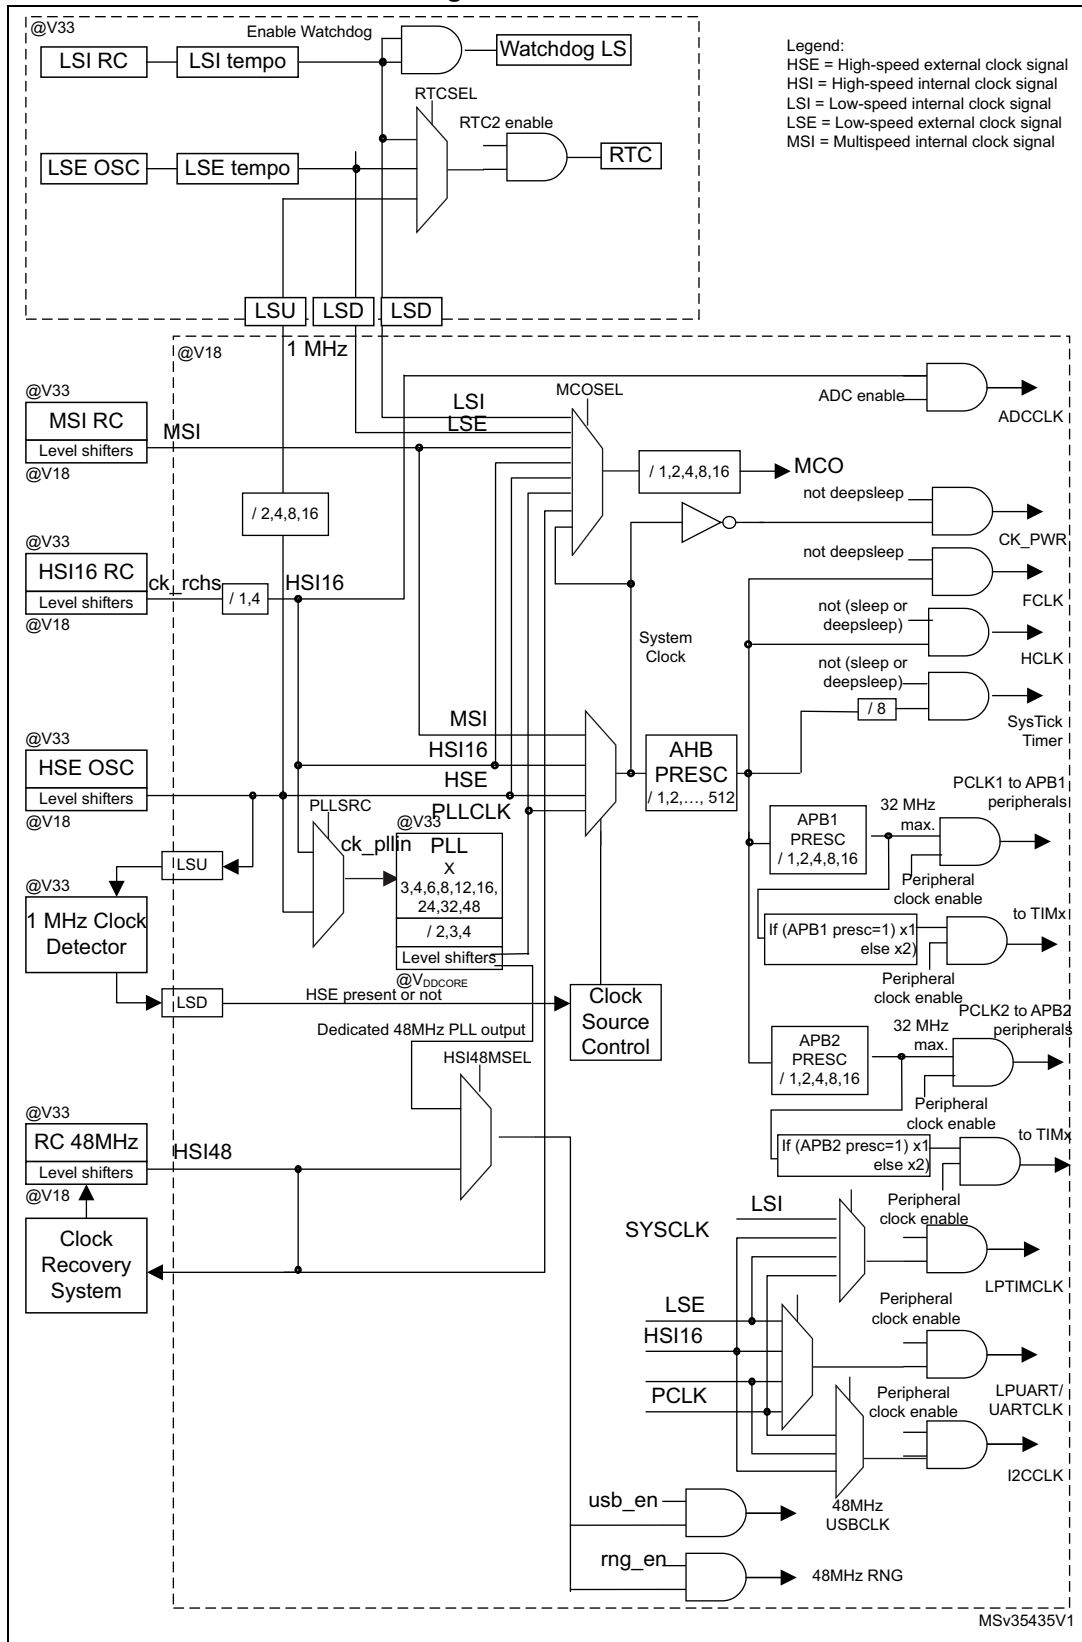 @V33
Enable Watchdog
LSI RC
LSI tempo
Watchdog LS
Legend:
HSE = High-speed external clock signal
HSI = High-speed internal clock signal
LSI = Low-speed internal clock signal
LSE = Low-speed external clock signal
MSI = Multispeed internal clock signal
RTCSEL
RTC2 enable
LSE OSC
LSE tempo
RTC
LSU
LSD
LSD
@V18
1 MHz
@V33
MSI RC
Level shifters
@V18
MSI
LSI
LSE
MCOSEL
ADC enable
ADCCLK
/ 1,2,4,8,16
MCO
/ 2,4,8,16
not deepsleep
CK_PWR
@V33
HSI16 RC
Level shifters
@V18
ck_rchs
/ 1,4
HSI16
not deepsleep
FCLK
System
Clock
not (sleep or
deepsleep)
HCLK
not (sleep or
deepsleep)
/ 8
SysTick
Timer
@V33
HSE OSC
Level shifters
@V18
MSI
HSI16
HSE
PLLCLK
AHB
PRESC
/ 1,2,..., 512
PLLSRC
ck_pllin
@V33
PLL
X
3,4,6,8,12,16,
24,32,48
/ 2,3,4
Level shifters
@VDDCORE
PCLK1 to APB1
peripherals
32 MHz
max.
APB1
PRESC
/ 1,2,4,8,16
Peripheral
clock enable
LSU
@V33
1 MHz Clock
Detector
If (APB1 presc=1) x1
else x2)
to TIMx
Peripheral
clock enable
LSD
HSE present or not
Clock
Source
Control
Dedicated 48MHz PLL output
HSI48MSEL
PCLK2 to APB2
peripherals
32 MHz
max.
APB2
PRESC
/ 1,2,4,8,16
Peripheral
clock enable
@V33
RC 48MHz
Level shifters
@V18
HSI48
If (APB2 presc=1) x1
else x2)
to TIMx
Peripheral
clock enable
Clock
Recovery
System
LSI
SYSCLK
LPTIMCLK
LSE
HSI16
PCLK
Peripheral
clock enable
LPUART/
UARTCLK
Peripheral
clock enable
I2CCLK
usb_en
48MHz
USBCLK
rng_en
48MHz RNG
MSv35435V1